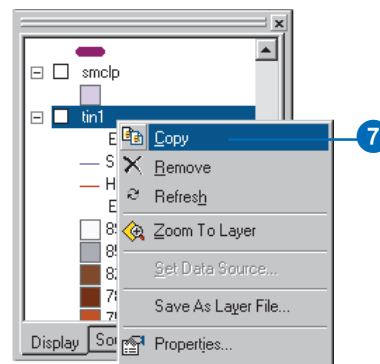 smclp
tin1
Copy
7
Remove
Refresh
Zoom To Layer
Set Data Source...
Save As Layer File...
Display
Properties...